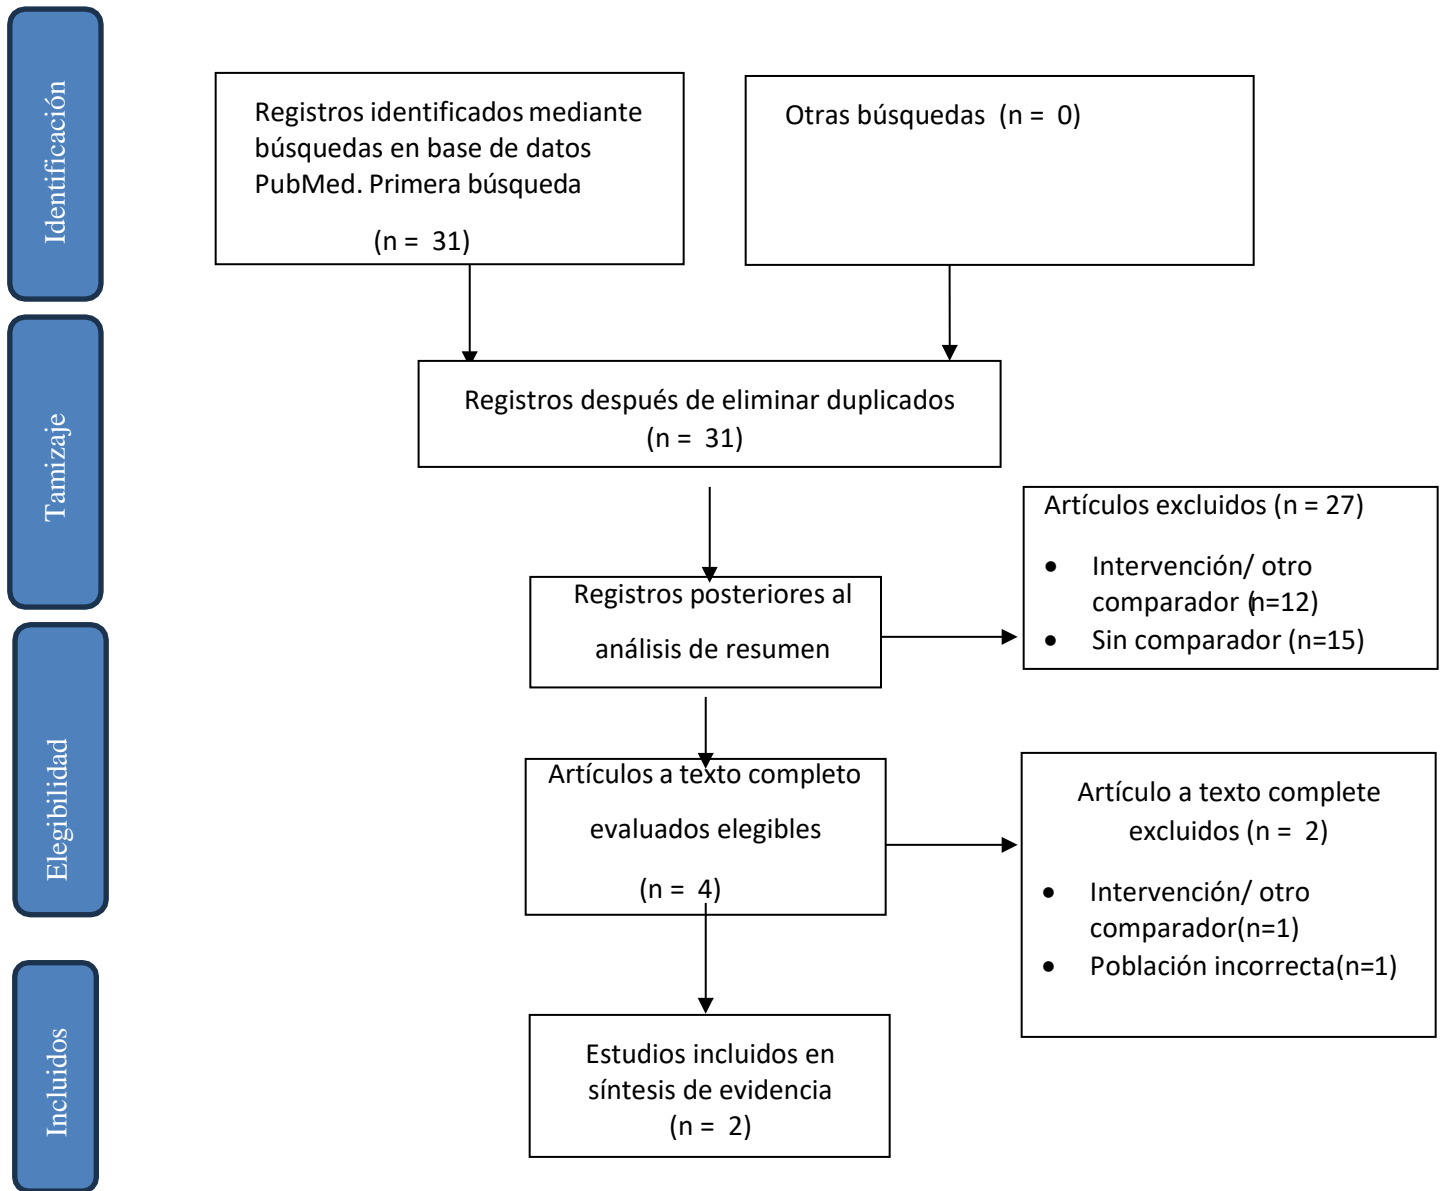 Identificación
Registros identificados mediante
búsquedas en base de datos
PubMed. Primera búsqueda
(n = 31)
Otras búsquedas (n = 0)
Tamizaje
Registros después de eliminar duplicados
(n = 31)
Registros posteriores al
análisis de resumen
Artículos excluidos (n = 27)
• Intervención/ otro
comparador (n=12)
• Sin comparador (n=15)
Elegibilidad
Artículos a texto completo
evaluados elegibles
(n = 4)
Artículo a texto complete
excluidos (n = 2)
• Intervención/ otro
comparador(n=1)
• Población incorrecta(n=1)
Incluidos
Estudios incluidos en
síntesis de evidencia
(n = 2)